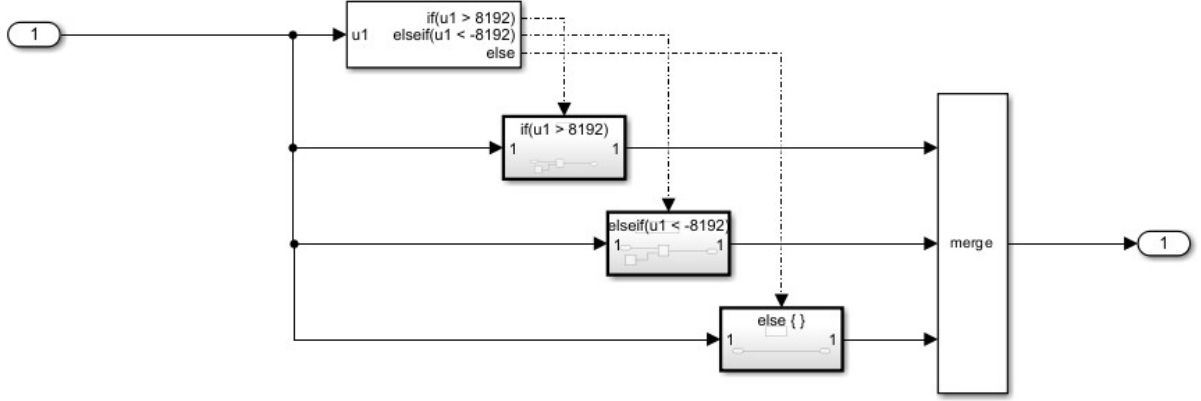 1
u1
if(u1 > 8192)
elseif(u1 < -8192)
else
if(u1 > 8192)
1 1
elseif(u1 < -8192)
1 1
else { }
1 1
merge
1